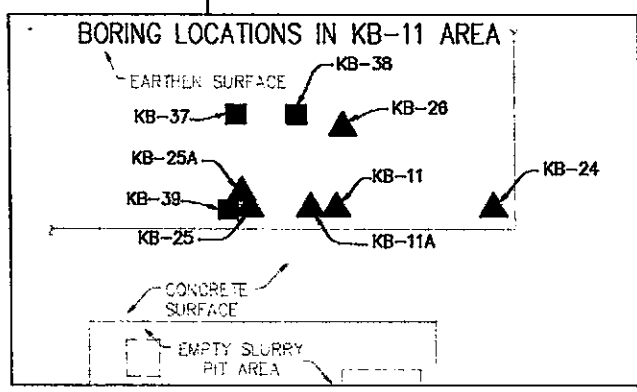 BORING LOCATIONS IN KB-11 AREA
EARTHEN SURFACE
KB-38
KB-37
KB-26
KB-25A
KB-11
KB-24
KB-39
KB-25
KB-11A
CONCRETE
SURFACE
EMPTY SLURRY
PIT AREA